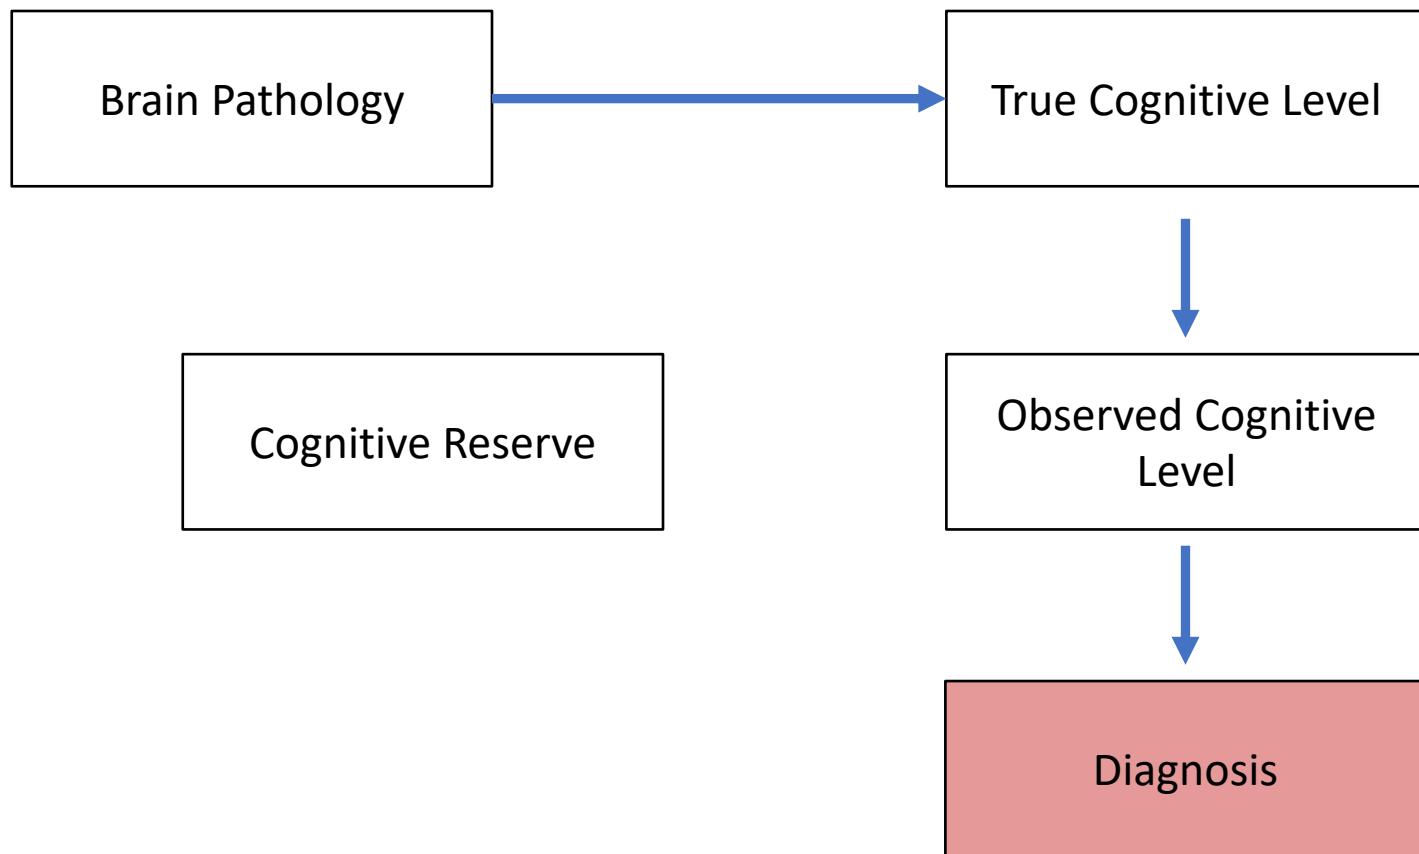 Brain Pathology
True Cognitive Level
Cognitive Reserve
Observed Cognitive
Level
Diagnosis